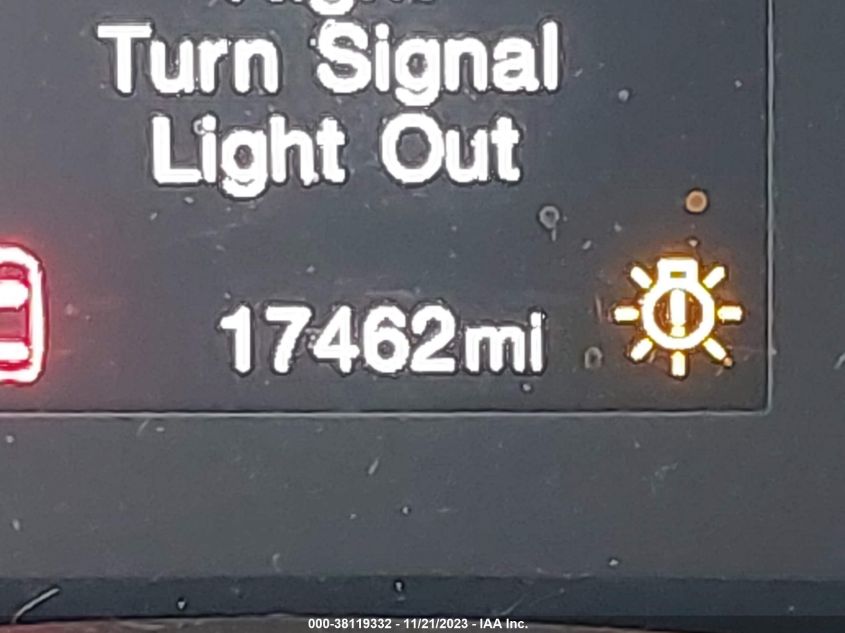 Turn Signal
Light Out
17462mi
000-38119332 - 11/21/2023 - IAA Inc.